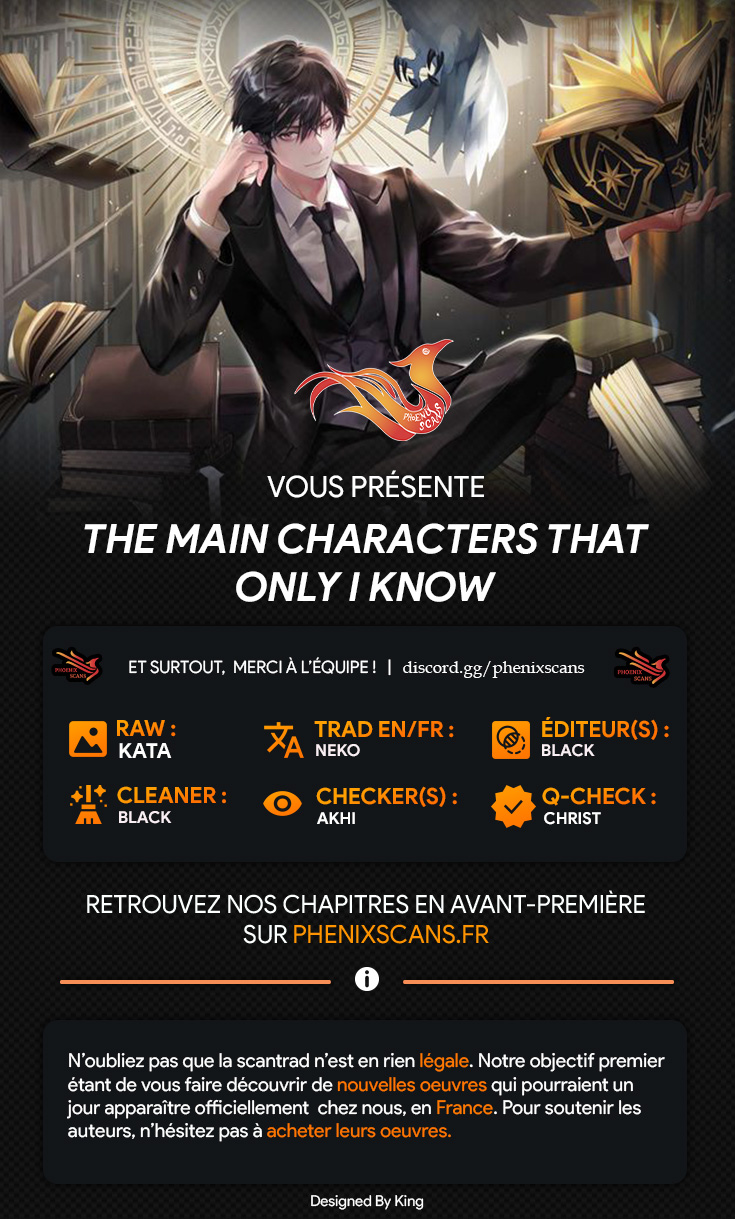 PHOENIX
SCANS
VOUS PRÉSENTE
THE MAIN CHARACTERS THAT
ONLY I KNOW
PHOENIX
SCANS
ET SURTOUT, MERCI À L'ÉQUIPE ! | discord.gg/phenixscans
PHOENIX
SCANS
RAW :
KATA
TRAD EN/FR :
NEKO
ÉDITEUR(S) :
BLACK
CLEANER :
BLACK
CHECKER(S) :
AKHI
Q-CHECK :
CHRIST
RETROUVEZ NOS CHAPITRES EN AVANT-PREMIÈRE
SUR PHENIXSCANS.FR
N'oubliez pas que la scantrad n'est en rien légale. Notre objectif premier
étant de vous faire découvrir de nouvelles oeuvres qui pourraient un
jour apparaître officiellement chez nous, en France. Pour soutenir les
auteurs, n'hésitez pas à acheter leurs oeuvres.
Designed By King